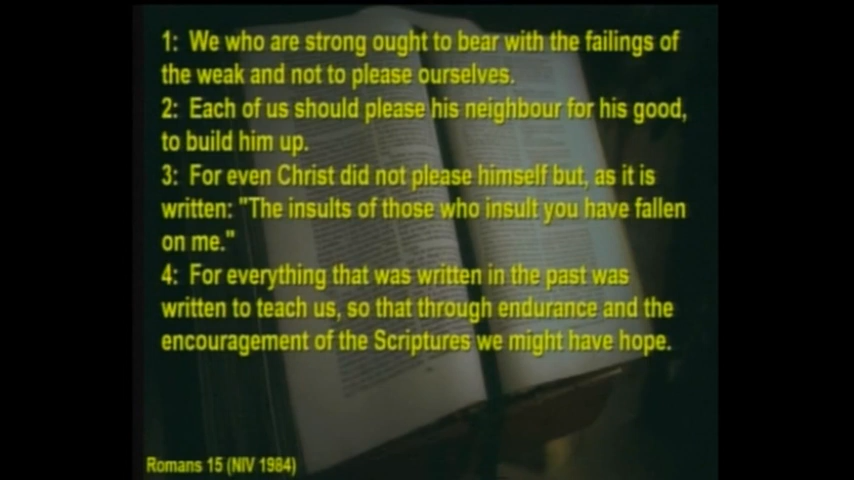 1: We who are strong ought to bear with the failings of
the weak and not to please ourselves.
2: Each of us should please his neighbour for his good,
to build him up.
3: For even Christ did not please himself but, as it is
written: "The insults of those who insult you have fallen
on me."
4: For everything that was written in the past was
written to teach us, so that through endurance and the
encouragement of the Scriptures we might have hope.
Romans 15 (NIV 1984)